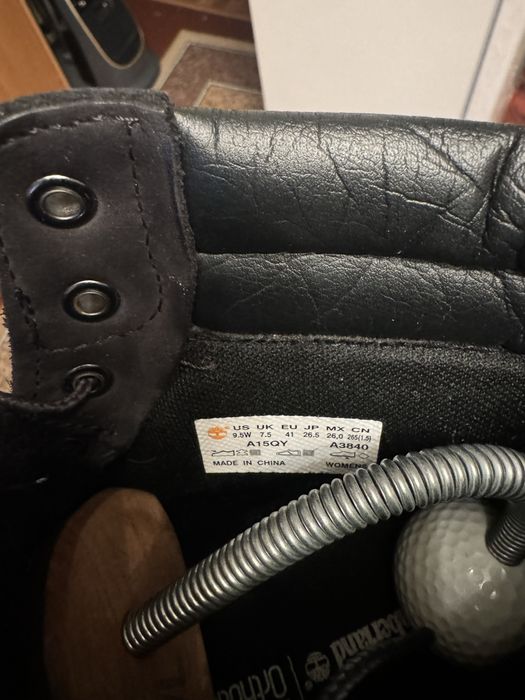 US UK EU JP MX CN
9.5W 7.5 41 26.5 26.0 265(1.5)
A15QY A3840
MADE IN CHINA WOMENS